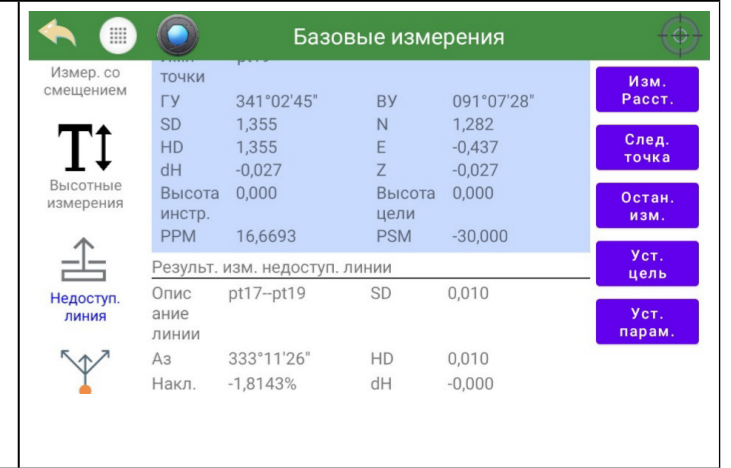 Базовые измерения
Измер. со
смещением
Высотные
измерения
Недоступ.
линия
точки
ГУ 341°02'45" ВУ 091°07'28"
SD 1,355 N 1,282
HD 1,355 E -0,437
dH -0,027 Z -0,027
Высота 0,000 Высота 0,000
инстр. цели
PPM 16,6693 PSM -30,000
Результ. изм. недоступ. линии
Опис pt17--pt19 SD 0,010
ание
линии
Аз 333°11'26" HD 0,010
Накл. -1,8143% dH -0,000
Изм.
Расст.
След.
точка
Остан.
изм.
Уст.
цель
Уст.
парам.